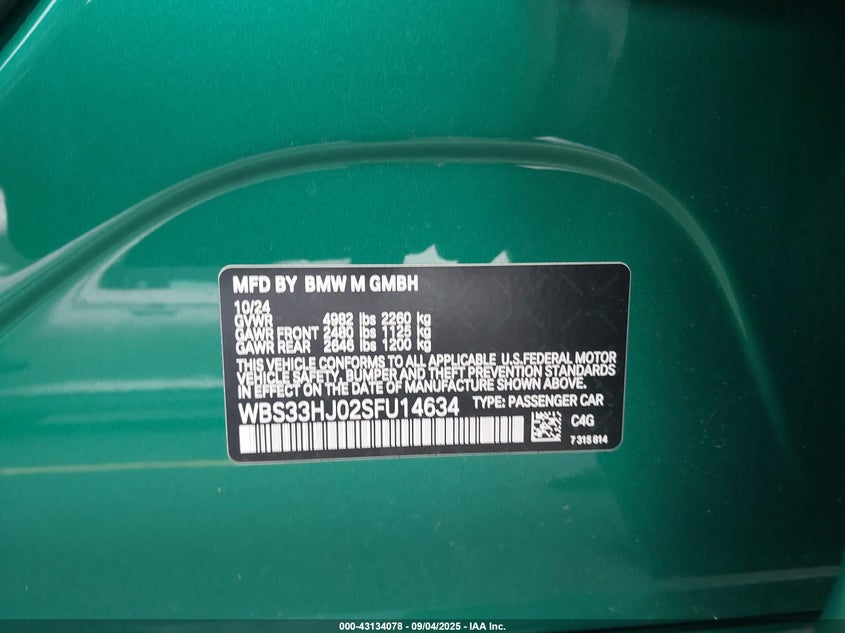 MFD BY BMW M GMBH
10/24
GVWR 4982 lbs 2260 kg
GAWR FRONT 2480 lbs 1125 kg
GAWR REAR 2646 lbs 1200 kg
THIS VEHICLE CONFORMS TO ALL APPLICABLE U.S.FEDERAL MOTOR
VEHICLE SAFETY, BUMPER AND THEFT PREVENTION STANDARDS
IN EFFECT ON THE DATE OF MANUFACTURE SHOWN ABOVE.
WBS33HJ02SFU14634 TYPE: PASSENGER CAR
C4G
7 315 814
000-43134078 - 09/04/2025 - IAA Inc.